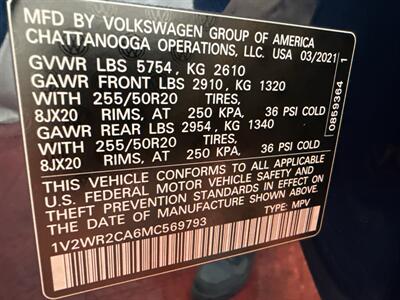 MFD BY VOLKSWAGEN GROUP OF AMERICA
CHATTANOOGA OPERATIONS, LLC. USA 03/2021
GVWR LBS 5754 , KG 2610
GAWR FRONT LBS 2910, KG 1320
WITH 255/50R20 TIRES,
8JX20 RIMS, AT 250 KPA, 36 PSI COLD
GAWR REAR LBS 2954, KG 1340
WITH 255/50R20 TIRES,
8JX20 RIMS, AT 250 KPA, 36 PSI COLD
THIS VEHICLE CONFORMS TO ALL APPLICABLE
U.S. FEDERAL MOTOR VEHICLE SAFETY AND
THEFT PREVENTION STANDARDS IN EFFECT ON
THE DATE OF MANUFACTURE SHOWN ABOVE.
1V2WR2CA6MC569793 TYPE: MPV
0859364 1